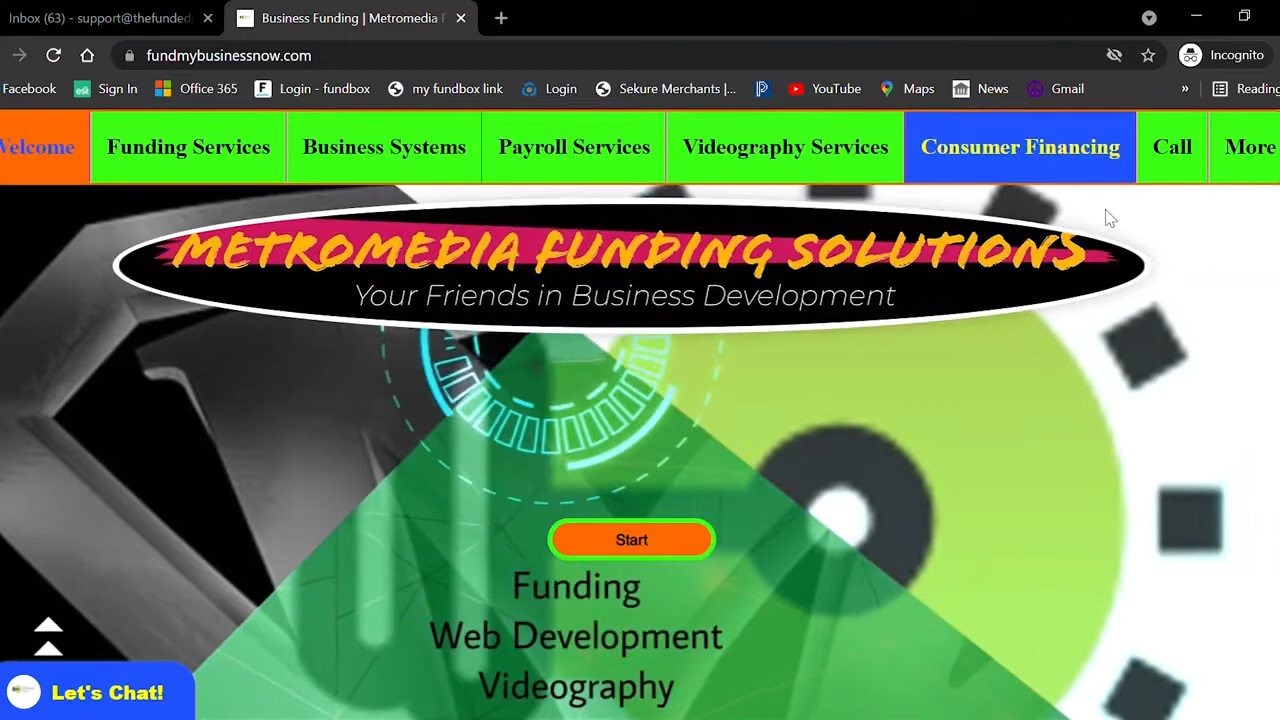 Inbox (63) - support@thefunded
Business Funding | Metromedia F
fundmybusinessnow.com
Incognito
Facebook
Sign In
Office 365
Login - fundbox
my fundbox link
Login
Sekure Merchants |...
YouTube
Maps
News
Gmail
»
Reading
Welcome
Funding Services
Business Systems
Payroll Services
Videography Services
Consumer Financing
Call
More
METROMEDIA FUNDING SOLUTIONS
Your Friends in Business Development
Start
Funding
Web Development
Videography
Let's Chat!